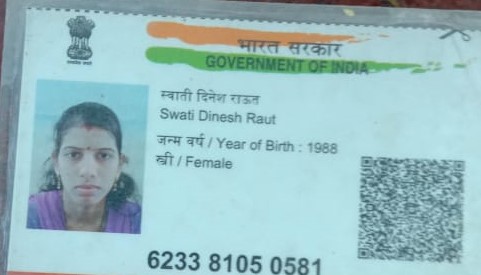 भारत सरकार
GOVERNMENT OF INDIA
स्वाती दिनेश राऊत
Swati Dinesh Raut
जन्म वर्ष / Year of Birth : 1988
स्त्री / Female
6233 8105 0581